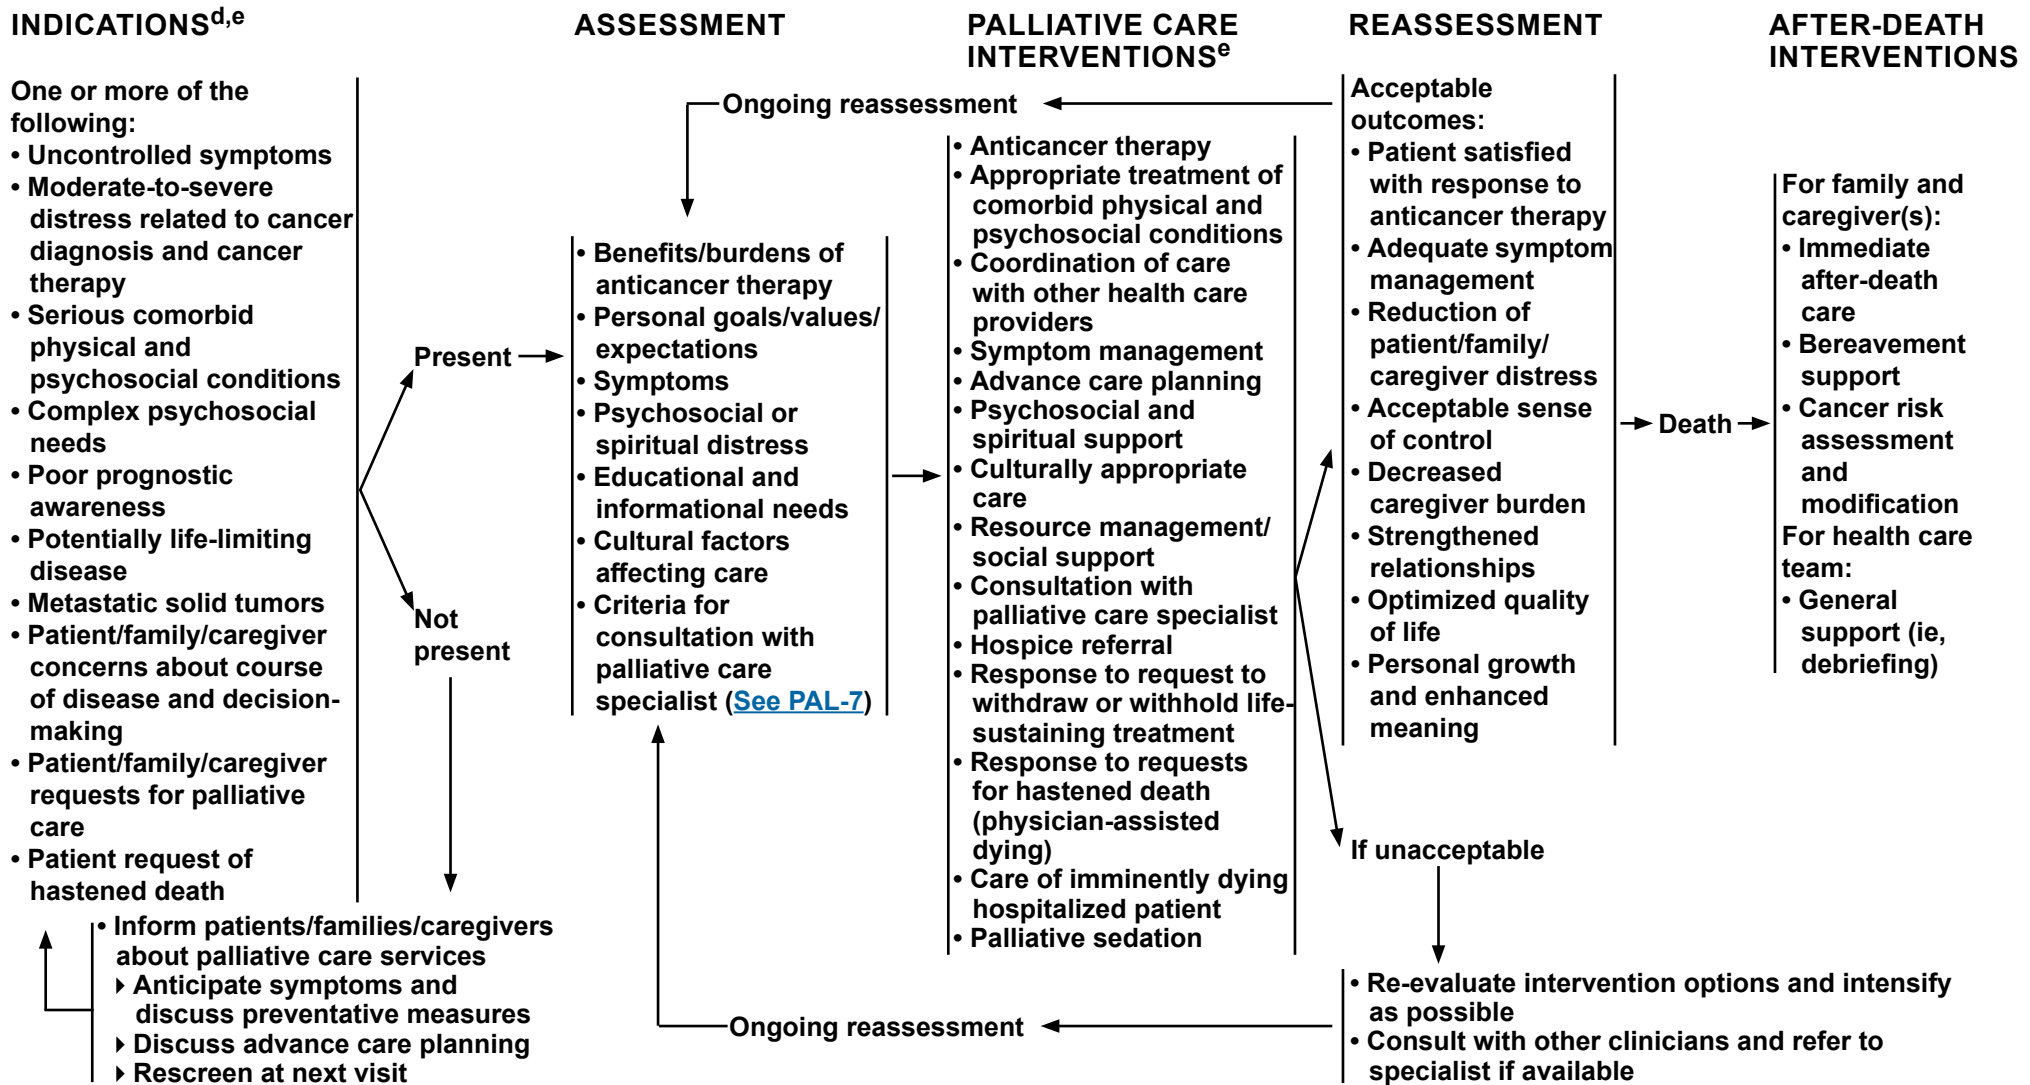 INDICATIONSd,e
One or more of the
following:
• Uncontrolled symptoms
• Moderate-to-severe
distress related to cancer
diagnosis and cancer
therapy
• Serious comorbid
physical and
psychosocial conditions
• Complex psychosocial
needs
• Poor prognostic
awareness
• Potentially life-limiting
disease
• Metastatic solid tumors
• Patient/family/caregiver
concerns about course
of disease and decision-
making
• Patient/family/caregiver
requests for palliative
care
• Patient request of
hastened death
Present
Not
present
• Inform patients/families/caregivers
about palliative care services
‣ Anticipate symptoms and
discuss preventative measures
‣ Discuss advance care planning
‣ Rescreen at next visit
ASSESSMENT
Ongoing reassessment
• Benefits/burdens of
anticancer therapy
• Personal goals/values/
expectations
• Symptoms
• Psychosocial or
spiritual distress
• Educational and
informational needs
• Cultural factors
affecting care
• Criteria for
consultation with
palliative care
specialist (See PAL-7)
Ongoing reassessment
PALLIATIVE CARE
INTERVENTIONSe
• Anticancer therapy
• Appropriate treatment of
comorbid physical and
psychosocial conditions
• Coordination of care
with other health care
providers
• Symptom management
• Advance care planning
• Psychosocial and
spiritual support
• Culturally appropriate
care
• Resource management/
social support
• Consultation with
palliative care specialist
• Hospice referral
• Response to request to
withdraw or withhold life-
sustaining treatment
• Response to requests
for hastened death
(physician-assisted
dying)
• Care of imminently dying
hospitalized patient
• Palliative sedation
REASSESSMENT
Acceptable
outcomes:
• Patient satisfied
with response to
anticancer therapy
• Adequate symptom
management
• Reduction of
patient/family/
caregiver distress
• Acceptable sense
of control
• Decreased
caregiver burden
• Strengthened
relationships
• Optimized quality
of life
• Personal growth
and enhanced
meaning
If unacceptable
• Re-evaluate intervention options and intensify
as possible
• Consult with other clinicians and refer to
specialist if available
Death
AFTER-DEATH
INTERVENTIONS
For family and
caregiver(s):
• Immediate
after-death
care
• Bereavement
support
• Cancer risk
assessment
and
modification
For health care
team:
• General
support (ie,
debriefing)